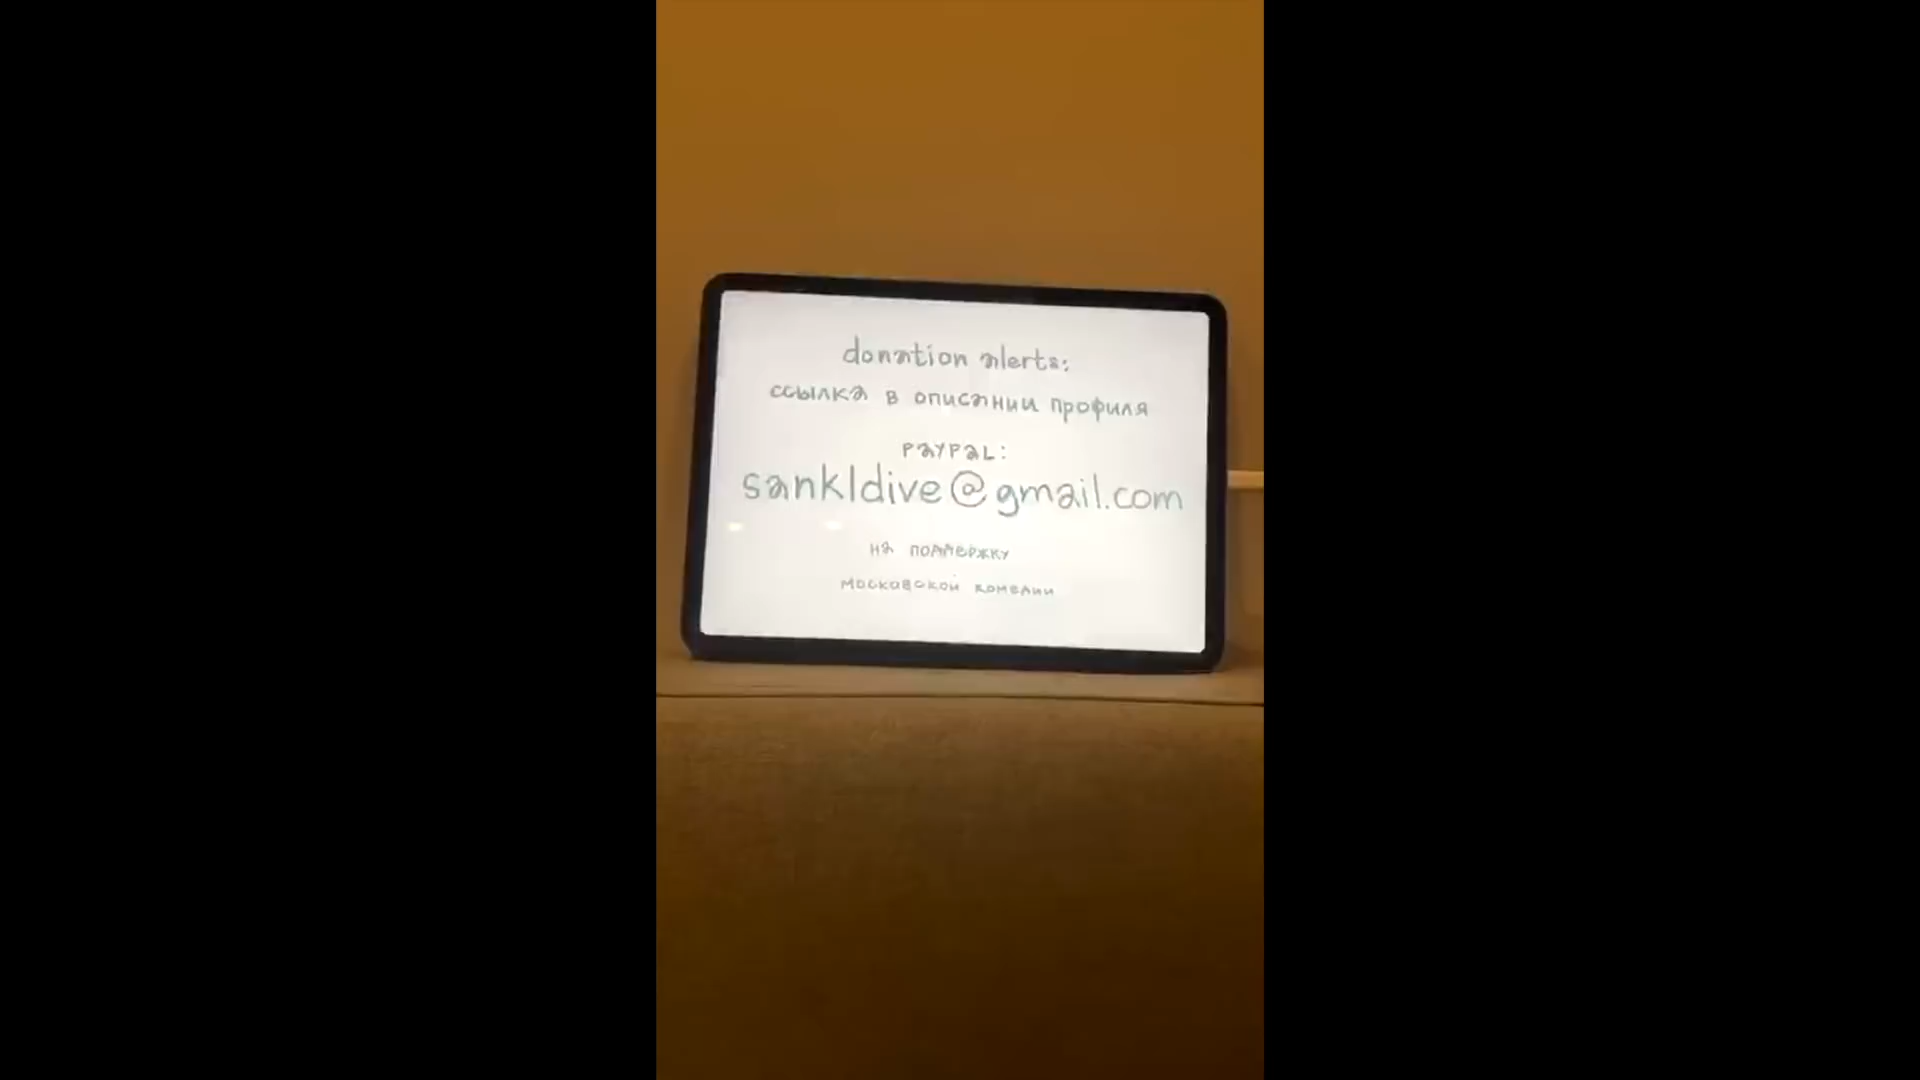 donation alerts:
ссылка в описании профиля
PAYPAL:
sankldive@gmail.com
на поддержку
московской комедии